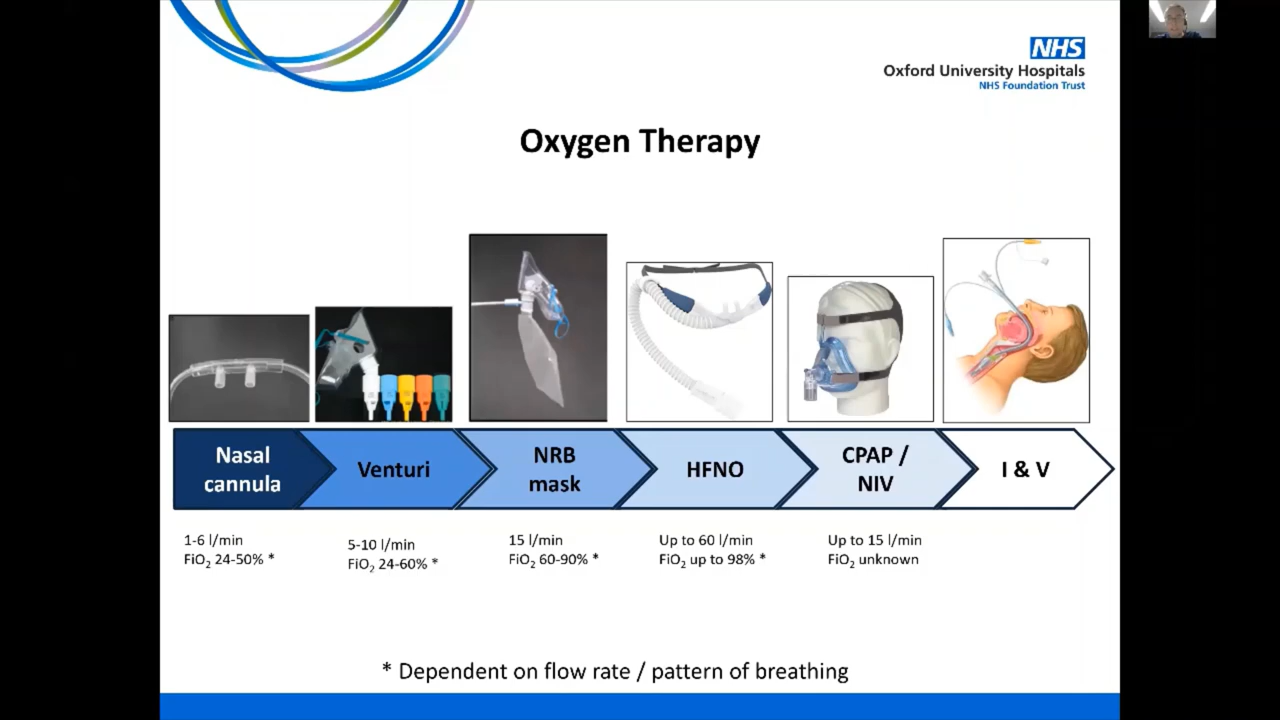 NHS
Oxford University Hospitals
NHS Foundation Trust
Oxygen Therapy
Nasal
cannula
Venturi
NRB
mask
HFNO
CPAP /
NIV
I & V
1-6 l/min
FiO₂ 24-50% *
5-10 l/min
FiO₂ 24-60% *
15 l/min
FiO₂ 60-90% *
Up to 60 l/min
FiO₂ up to 98% *
Up to 15 l/min
FiO₂ unknown
* Dependent on flow rate / pattern of breathing